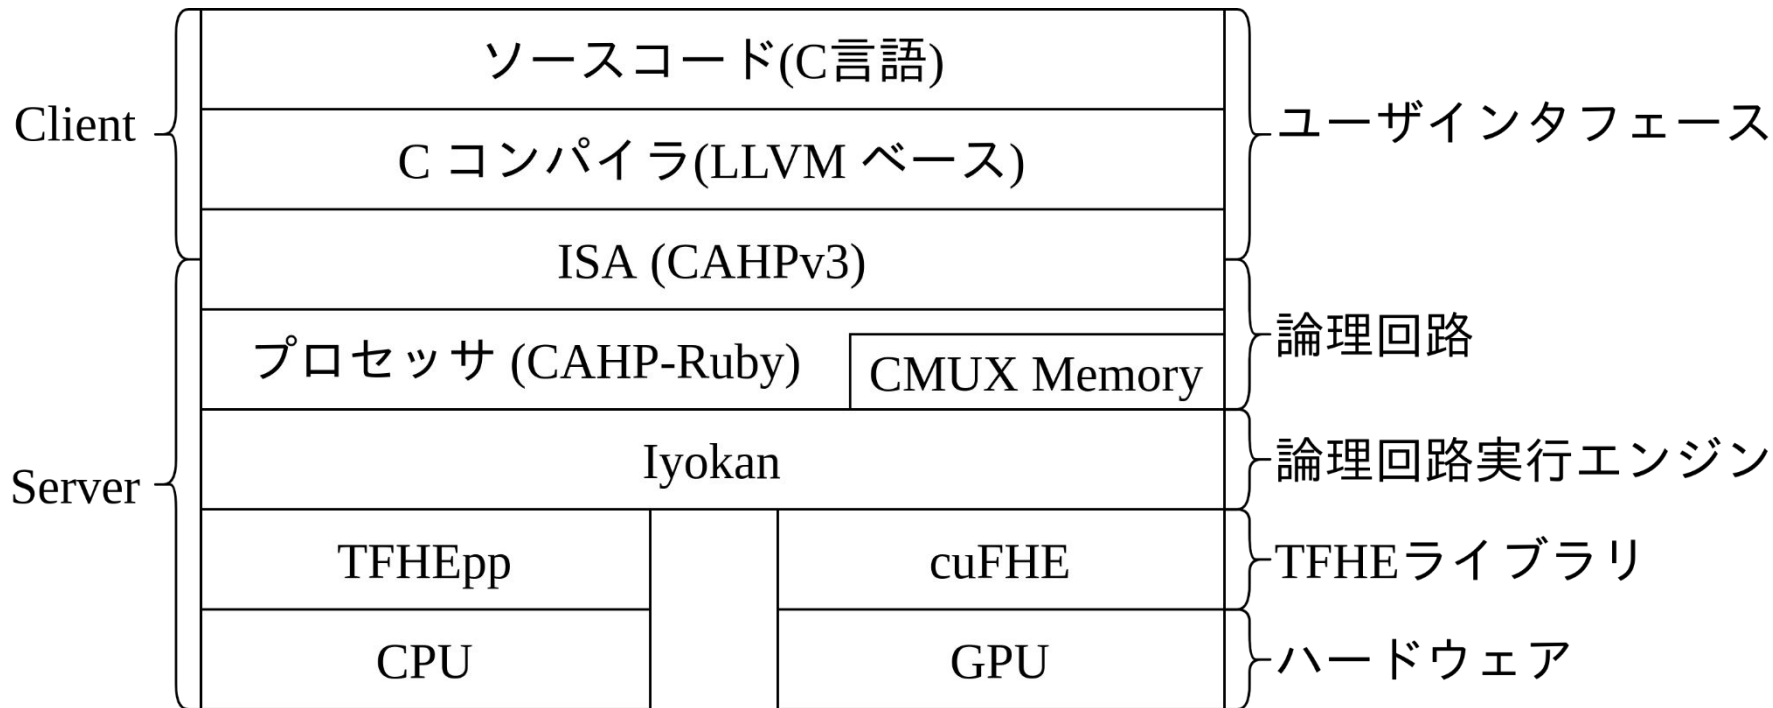 ソースコード(C言語)
Client
ユーザインタフェース
C コンパイラ(LLVM ベース)
ISA (CAHPv3)
論理回路
プロセッサ (CAHP-Ruby)
CMUX Memory
Iyokan
論理回路実行エンジン
Server
TFHEpp
cuFHE
TFHEライブラリ
CPU
GPU
ハードウェア